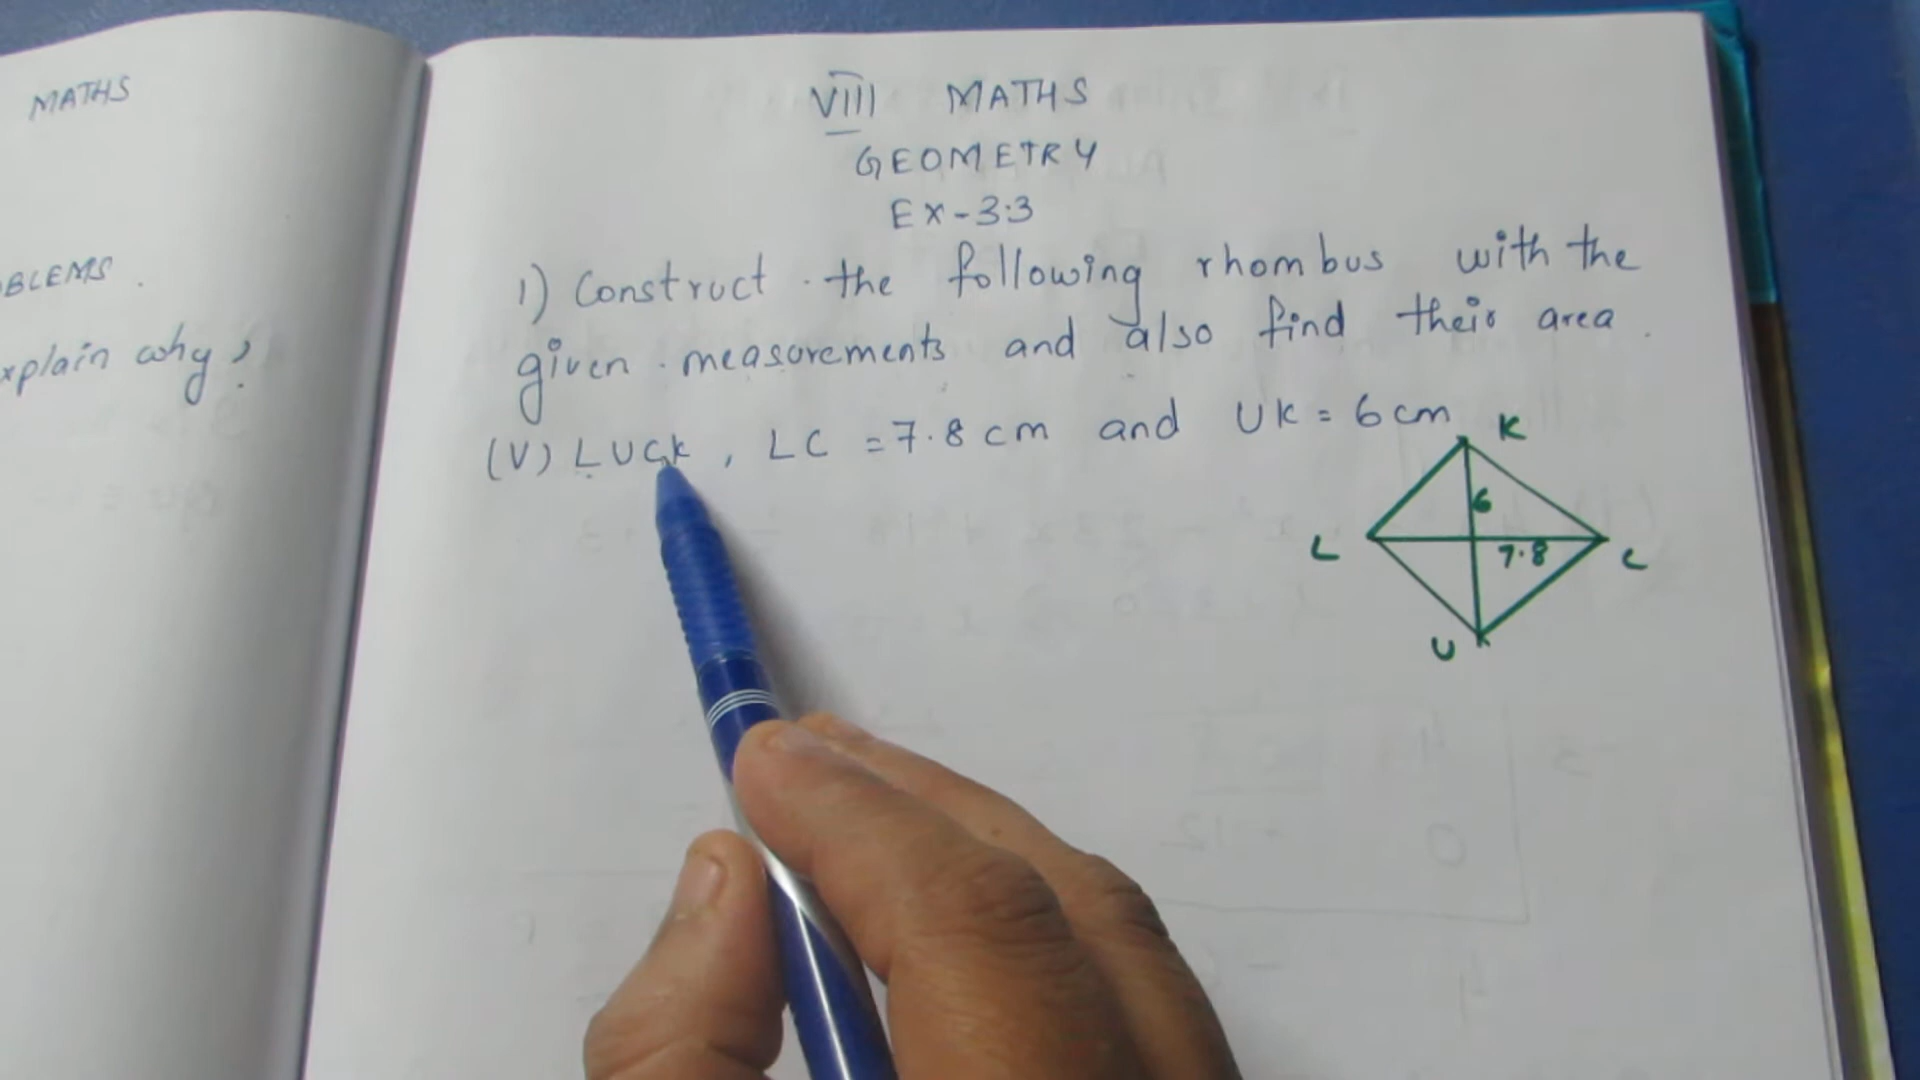 MATHS
BLEMS.
xplain why?
VIII MATHS
GEOMETRY
EX-3.3
1) Construct the following rhombus with the
given measurements and also find their area.
(V) LUCK, LC = 7.8 cm and UK = 6 cm
K
6
L
7.8
C
U